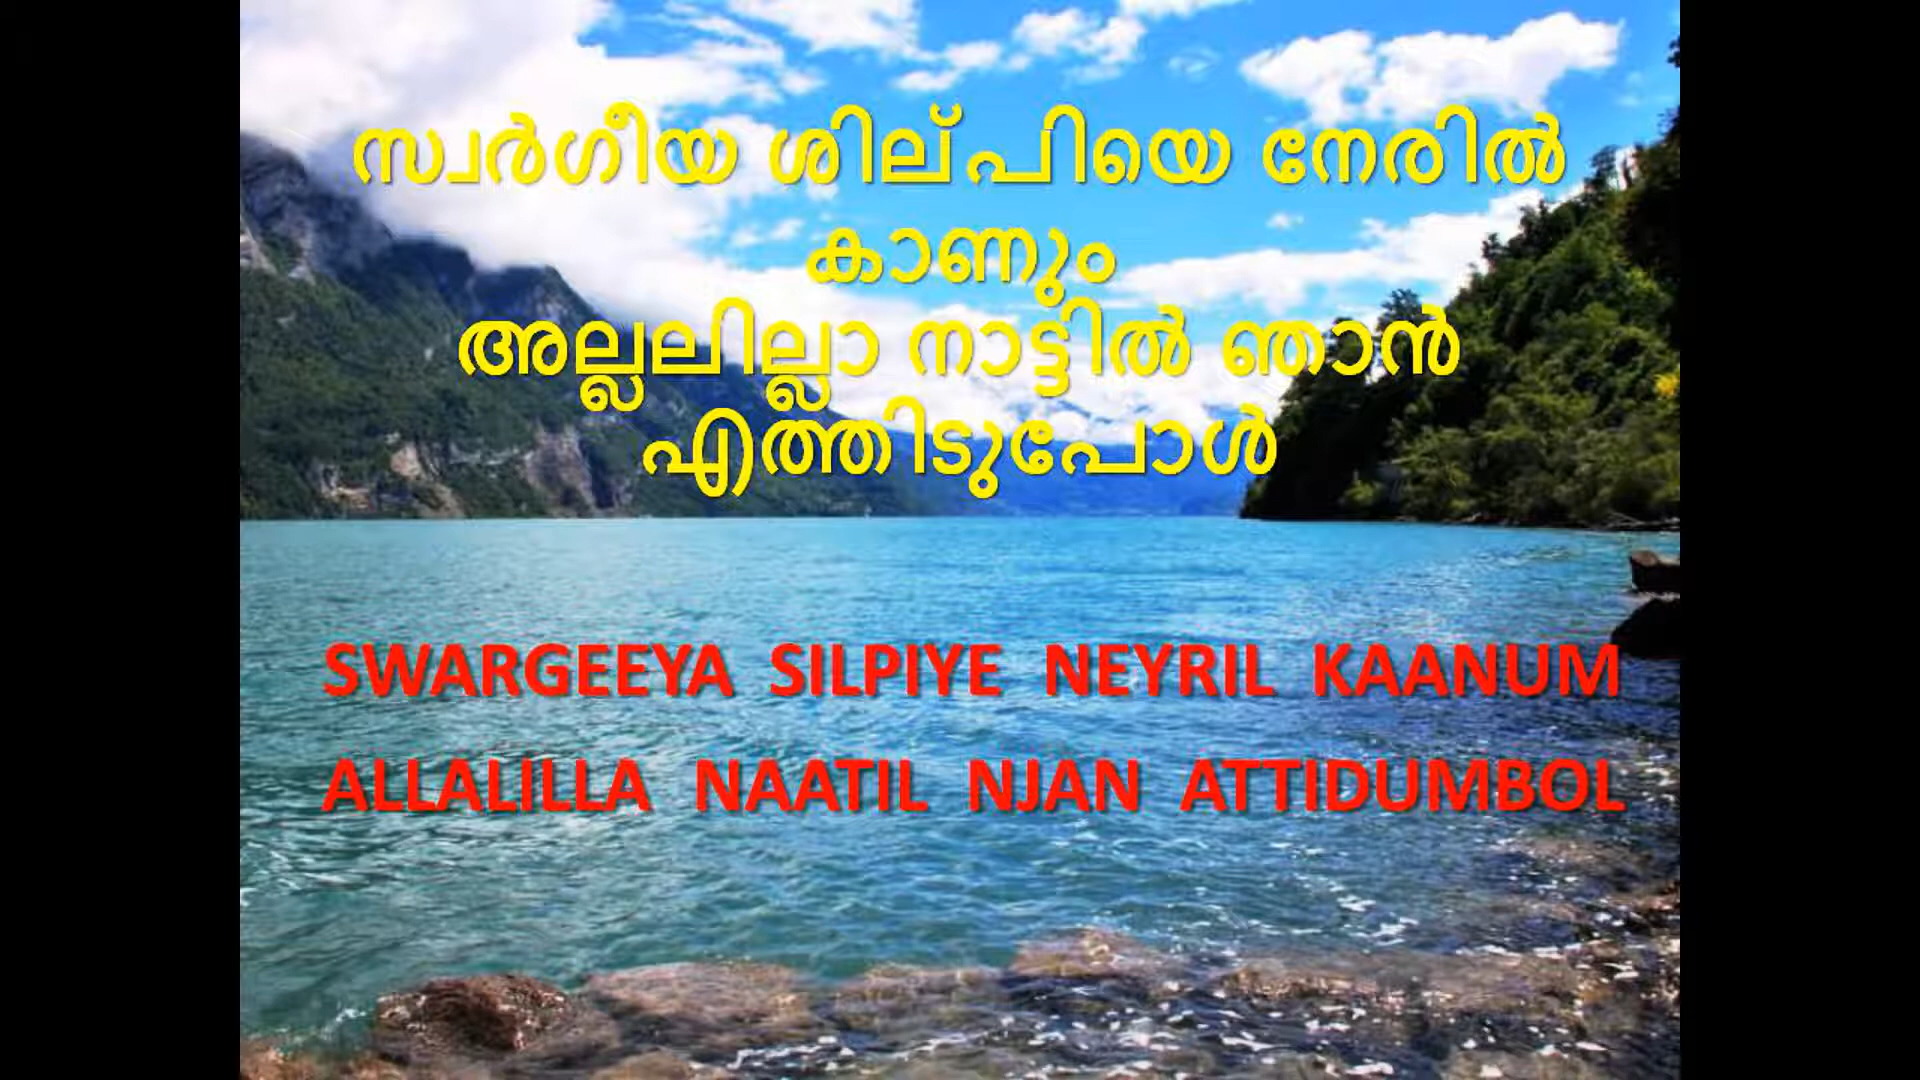 സ്വർഗീയ ശില്പിയെ നേരിൽ
കാണും
അല്ലലില്ലാ നാട്ടിൽ ഞാൻ
എത്തിടുപോൾ
SWARGEEYA SILPIYE NEYRIL KAANUM
ALLALILLA NAATIL NJAN ATTIDUMBOL